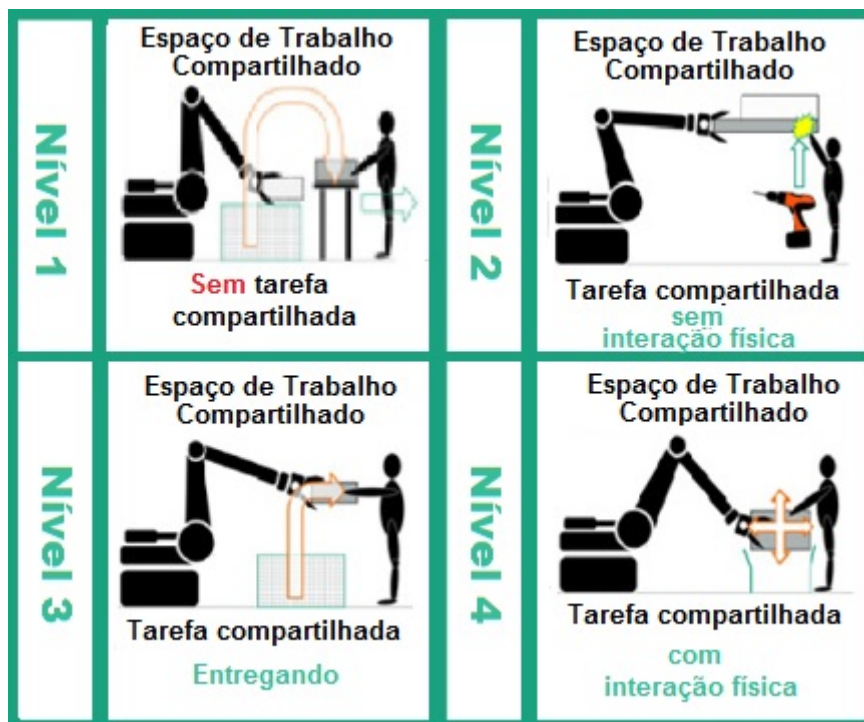 Nível 1
Espaço de Trabalho
Compartilhado
Sem tarefa
compartilhada
Nível 2
Espaço de Trabalho
Compartilhado
Tarefa compartilhada
sem
interação física
Nível 3
Espaço de Trabalho
Compartilhado
Tarefa compartilhada
Entregando
Nível 4
Espaço de Trabalho
Compartilhado
Tarefa compartilhada
com
interação física